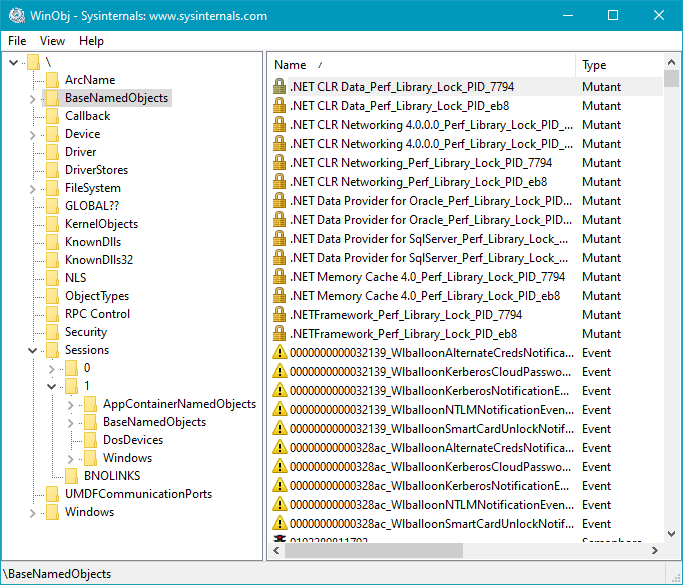 WinObj - Sysinternals: www.sysinternals.com
File View Help
\
ArcName
BaseNamedObjects
Callback
Device
Driver
DriverStores
FileSystem
GLOBAL??
KernelObjects
KnownDlls
KnownDlls32
NLS
ObjectTypes
RPC Control
Security
Sessions
0
1
AppContainerNamedObjects
BaseNamedObjects
DosDevices
Windows
BNOLINKS
UMDFCommunicationPorts
Windows
Name / Type
.NET CLR Data_Perf_Library_Lock_PID_7794 Mutant
.NET CLR Data_Perf_Library_Lock_PID_eb8 Mutant
.NET CLR Networking 4.0.0.0_Perf_Library_Lock_PID_... Mutant
.NET CLR Networking 4.0.0.0_Perf_Library_Lock_PID_... Mutant
.NET CLR Networking_Perf_Library_Lock_PID_7794 Mutant
.NET CLR Networking_Perf_Library_Lock_PID_eb8 Mutant
.NET Data Provider for Oracle_Perf_Library_Lock_PID... Mutant
.NET Data Provider for Oracle_Perf_Library_Lock_PID... Mutant
.NET Data Provider for SqlServer_Perf_Library_Lock_... Mutant
.NET Data Provider for SqlServer_Perf_Library_Lock_... Mutant
.NET Memory Cache 4.0_Perf_Library_Lock_PID_7794 Mutant
.NET Memory Cache 4.0_Perf_Library_Lock_PID_eb8 Mutant
.NETFramework_Perf_Library_Lock_PID_7794 Mutant
.NETFramework_Perf_Library_Lock_PID_eb8 Mutant
0000000000032139_WlballoonAlternateCredsNotifica... Event
0000000000032139_WlballoonKerberosCloudPasswo... Event
0000000000032139_WlballoonKerberosNotificationE... Event
0000000000032139_WlballoonNTLMNotificationEven... Event
0000000000032139_WlballoonSmartCardUnlockNotif... Event
00000000000328ac_WlballoonAlternateCredsNotifica... Event
00000000000328ac_WlballoonKerberosCloudPasswo... Event
00000000000328ac_WlballoonKerberosNotificationE... Event
00000000000328ac_WlballoonNTLMNotificationEven... Event
00000000000328ac_WlballoonSmartCardUnlockNotif... Event
\BaseNamedObjects